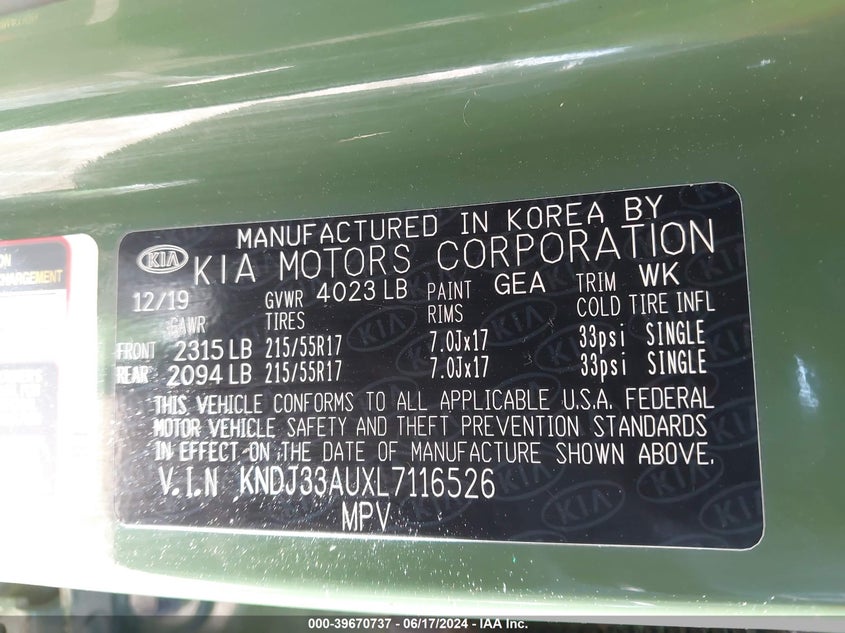 ON
CHARGEMENT
MANUFACTURED IN KOREA BY
KIA KIA MOTORS CORPORATION
12/19 GVWR 4023 LB PAINT GEA TRIM WK
GAWR TIRES RIMS COLD TIRE INFL
FRONT 2315 LB 215/55R17 7.0Jx17 33psi SINGLE
REAR 2094 LB 215/55R17 7.0Jx17 33psi SINGLE
THIS VEHICLE CONFORMS TO ALL APPLICABLE U.S.A. FEDERAL
MOTOR VEHICLE SAFETY AND THEFT PREVENTION STANDARDS
IN EFFECT ON THE DATE OF MANUFACTURE SHOWN ABOVE.
V.I.N KNDJ33AUXL7116526
MPV
000-39670737 - 06/17/2024 - IAA Inc.